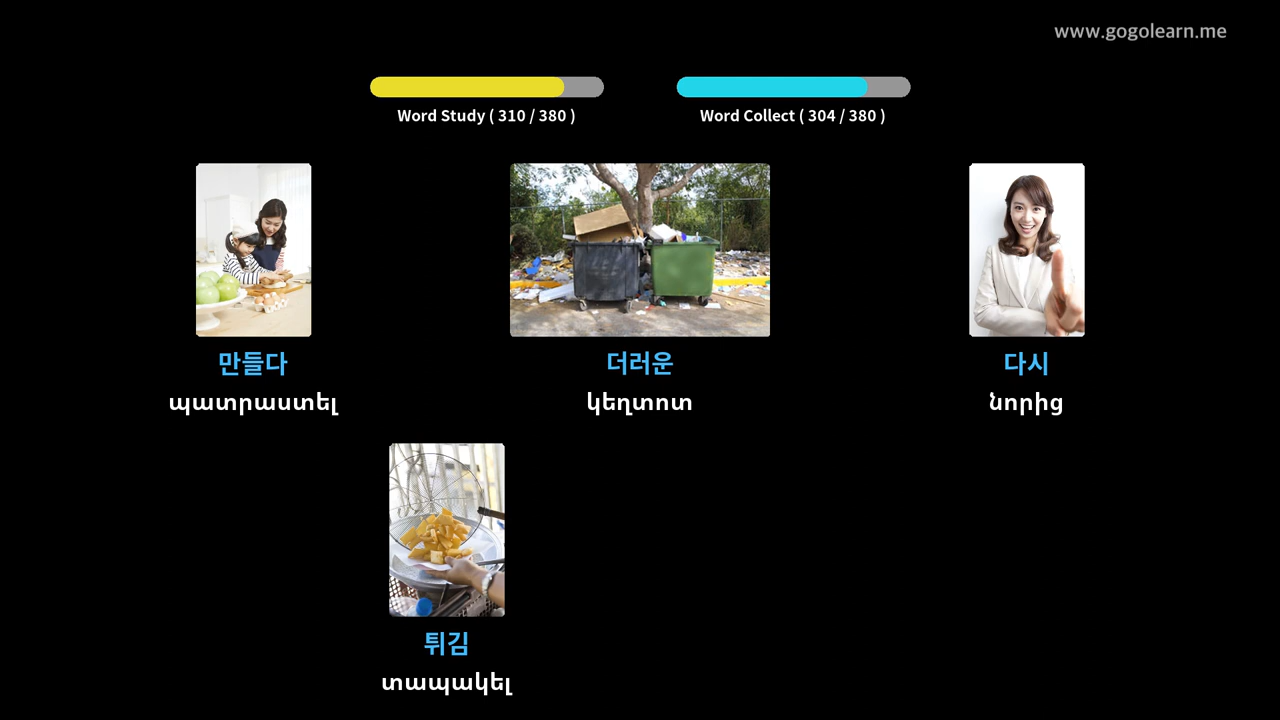 www.gogolearn.me
Word Study ( 310 / 380 )
Word Collect ( 304 / 380 )
만들다
պատրաստել
더러운
կեղտոտ
다시
նորից
튀김
տապակել